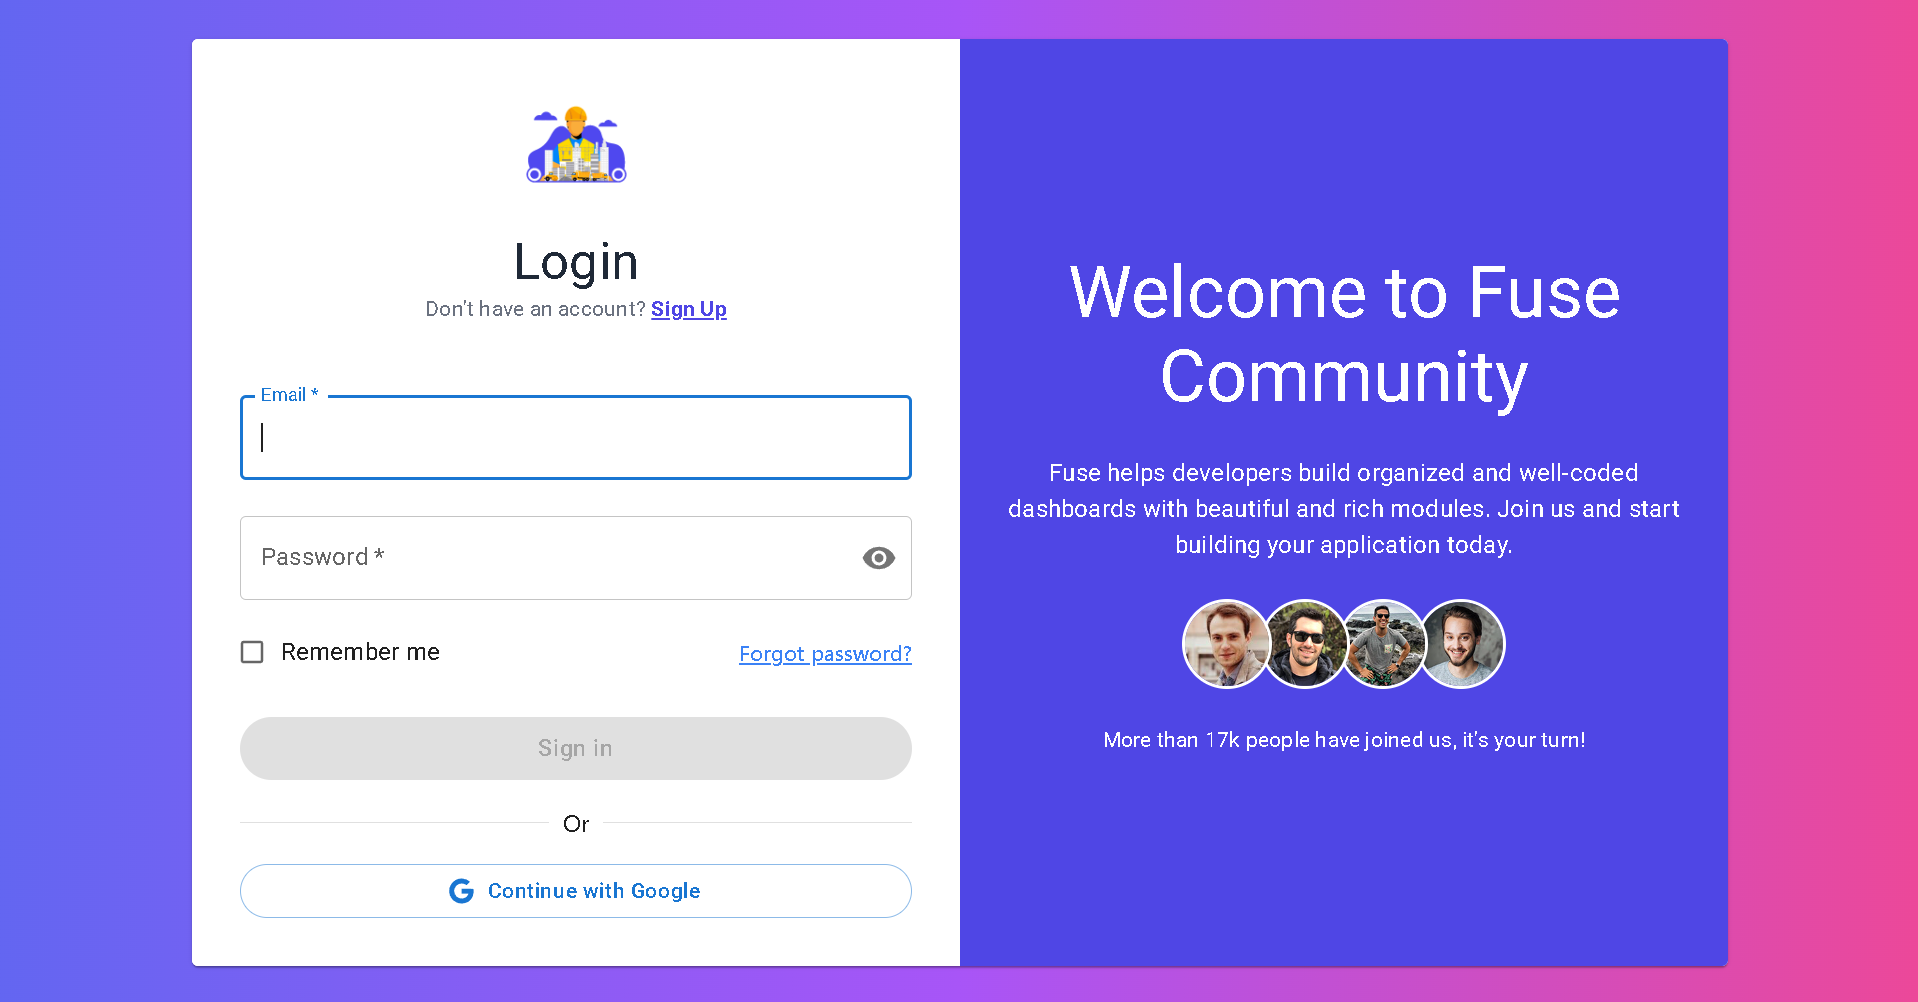 Login
Don't have an account? Sign Up
Email *
Password *
Remember me
Forgot password?
Sign in
Or
Continue with Google
Welcome to Fuse
Community
Fuse helps developers build organized and well-coded
dashboards with beautiful and rich modules. Join us and start
building your application today.
More than 17k people have joined us, it's your turn!